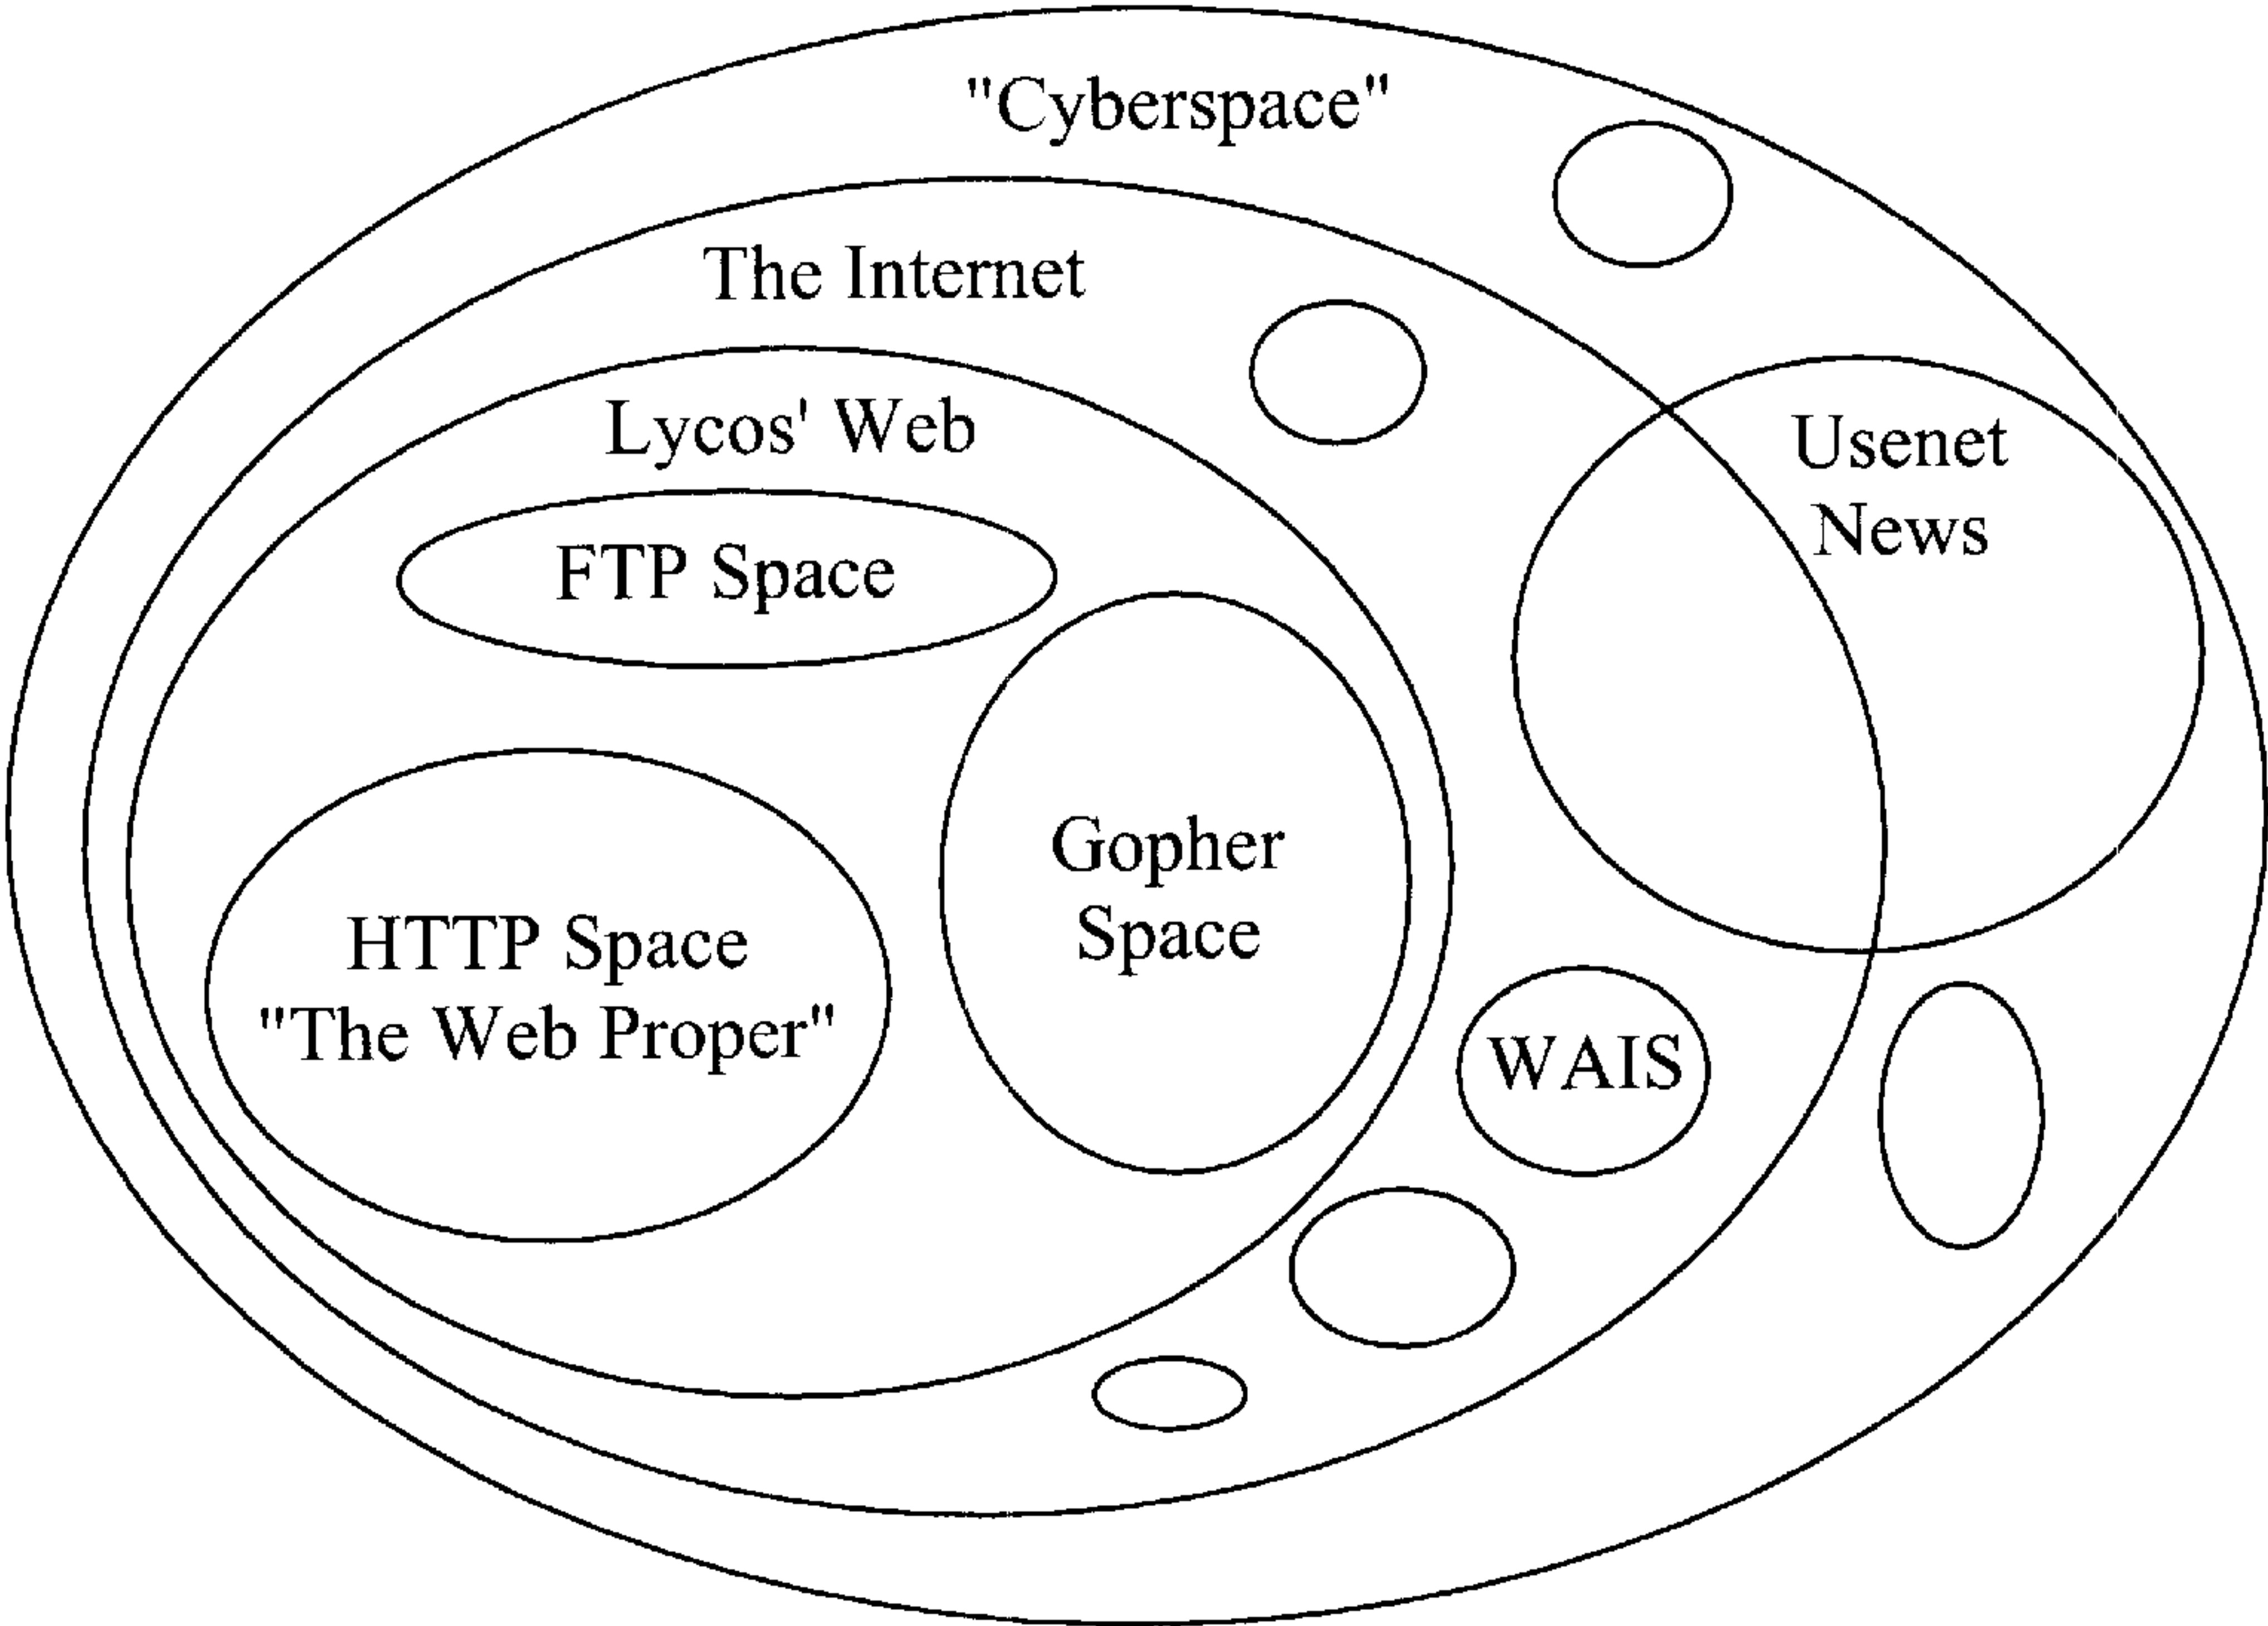 "Cyberspace"
The Internet
Lycos' Web
FTP Space
Usenet
News
Gopher
Space
HTTP Space
"The Web Proper"
WAIS